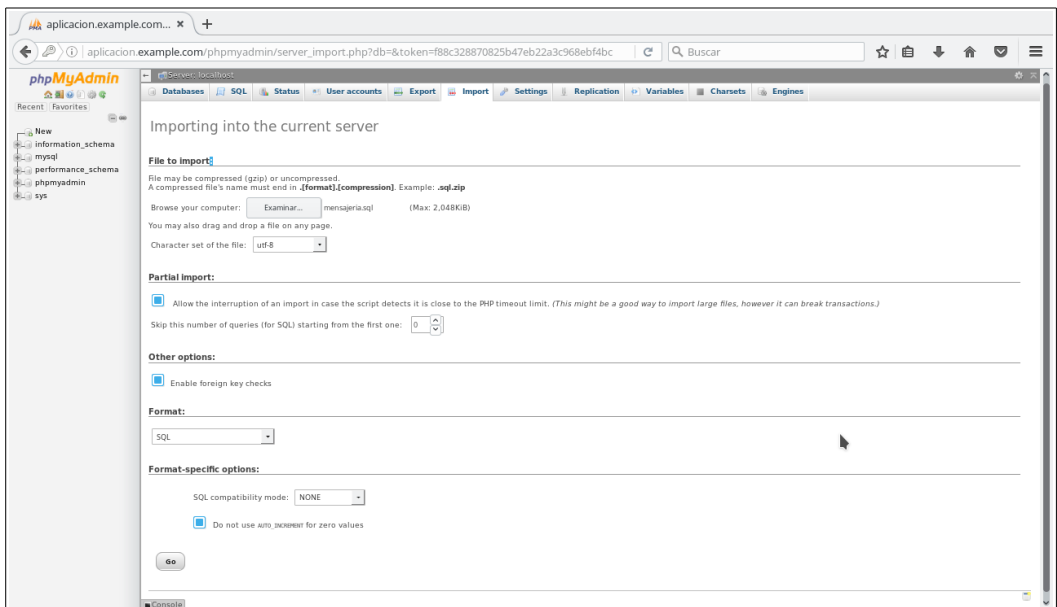 aplicacion.example.com... × +
aplicacion.example.com/phpmyadmin/server_import.php?db=&token=f88c328870825b47eb22a3c968ebf4bc
Buscar
phpMyAdmin
Recent Favorites
New
information_schema
mysql
performance_schema
phpmyadmin
sys
Server: localhost
Databases SQL Status User accounts Export Import Settings Replication Variables Charsets Engines
Importing into the current server
File to import:
File may be compressed (gzip) or uncompressed.
A compressed file's name must end in .[format].[compression]. Example: .sql.zip
Browse your computer: Examinar... mensajeria.sql (Max: 2,048KiB)
You may also drag and drop a file on any page.
Character set of the file: utf-8
Partial import:
Allow the interruption of an import in case the script detects it is close to the PHP timeout limit. (This might be a good way to import large files, however it can break transactions.)
Skip this number of queries (for SQL) starting from the first one: 0
Other options:
Enable foreign key checks
Format:
SQL
Format-specific options:
SQL compatibility mode: NONE
Do not use AUTO_INCREMENT for zero values
Go
Console